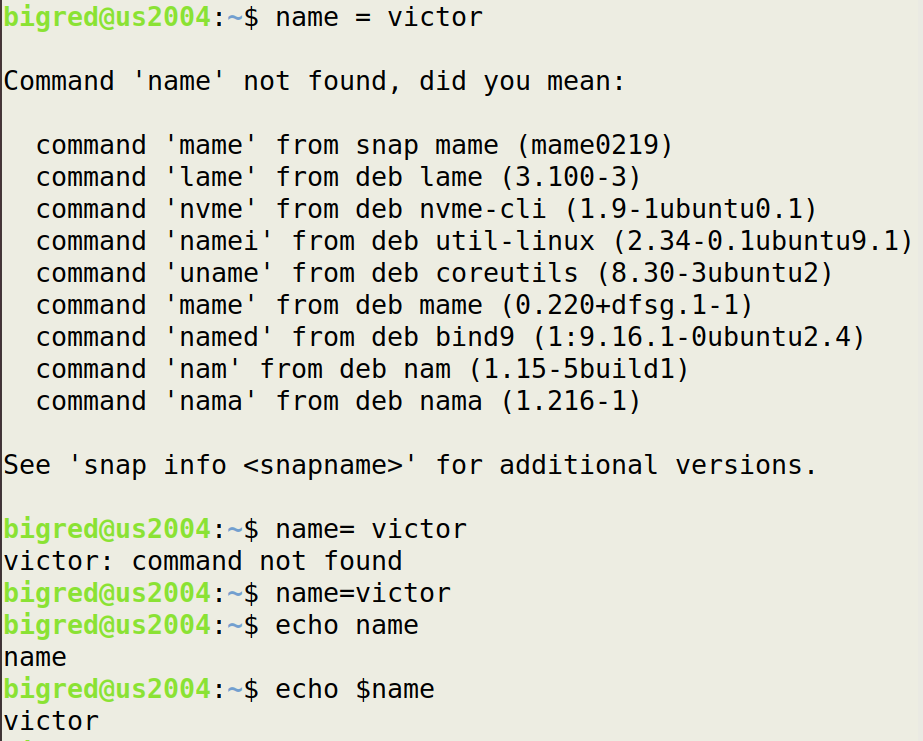 bigred@us2004:~$ name = victor
Command 'name' not found, did you mean:
command 'mame' from snap mame (mame0219)
command 'lame' from deb lame (3.100-3)
command 'nvme' from deb nvme-cli (1.9-1ubuntu0.1)
command 'namei' from deb util-linux (2.34-0.1ubuntu9.1)
command 'uname' from deb coreutils (8.30-3ubuntu2)
command 'mame' from deb mame (0.220+dfsg.1-1)
command 'named' from deb bind9 (1:9.16.1-0ubuntu2.4)
command 'nam' from deb nam (1.15-5build1)
command 'nama' from deb nama (1.216-1)
See 'snap info <snapname>' for additional versions.
bigred@us2004:~$ name= victor
victor: command not found
bigred@us2004:~$ name=victor
bigred@us2004:~$ echo name
name
bigred@us2004:~$ echo $name
victor